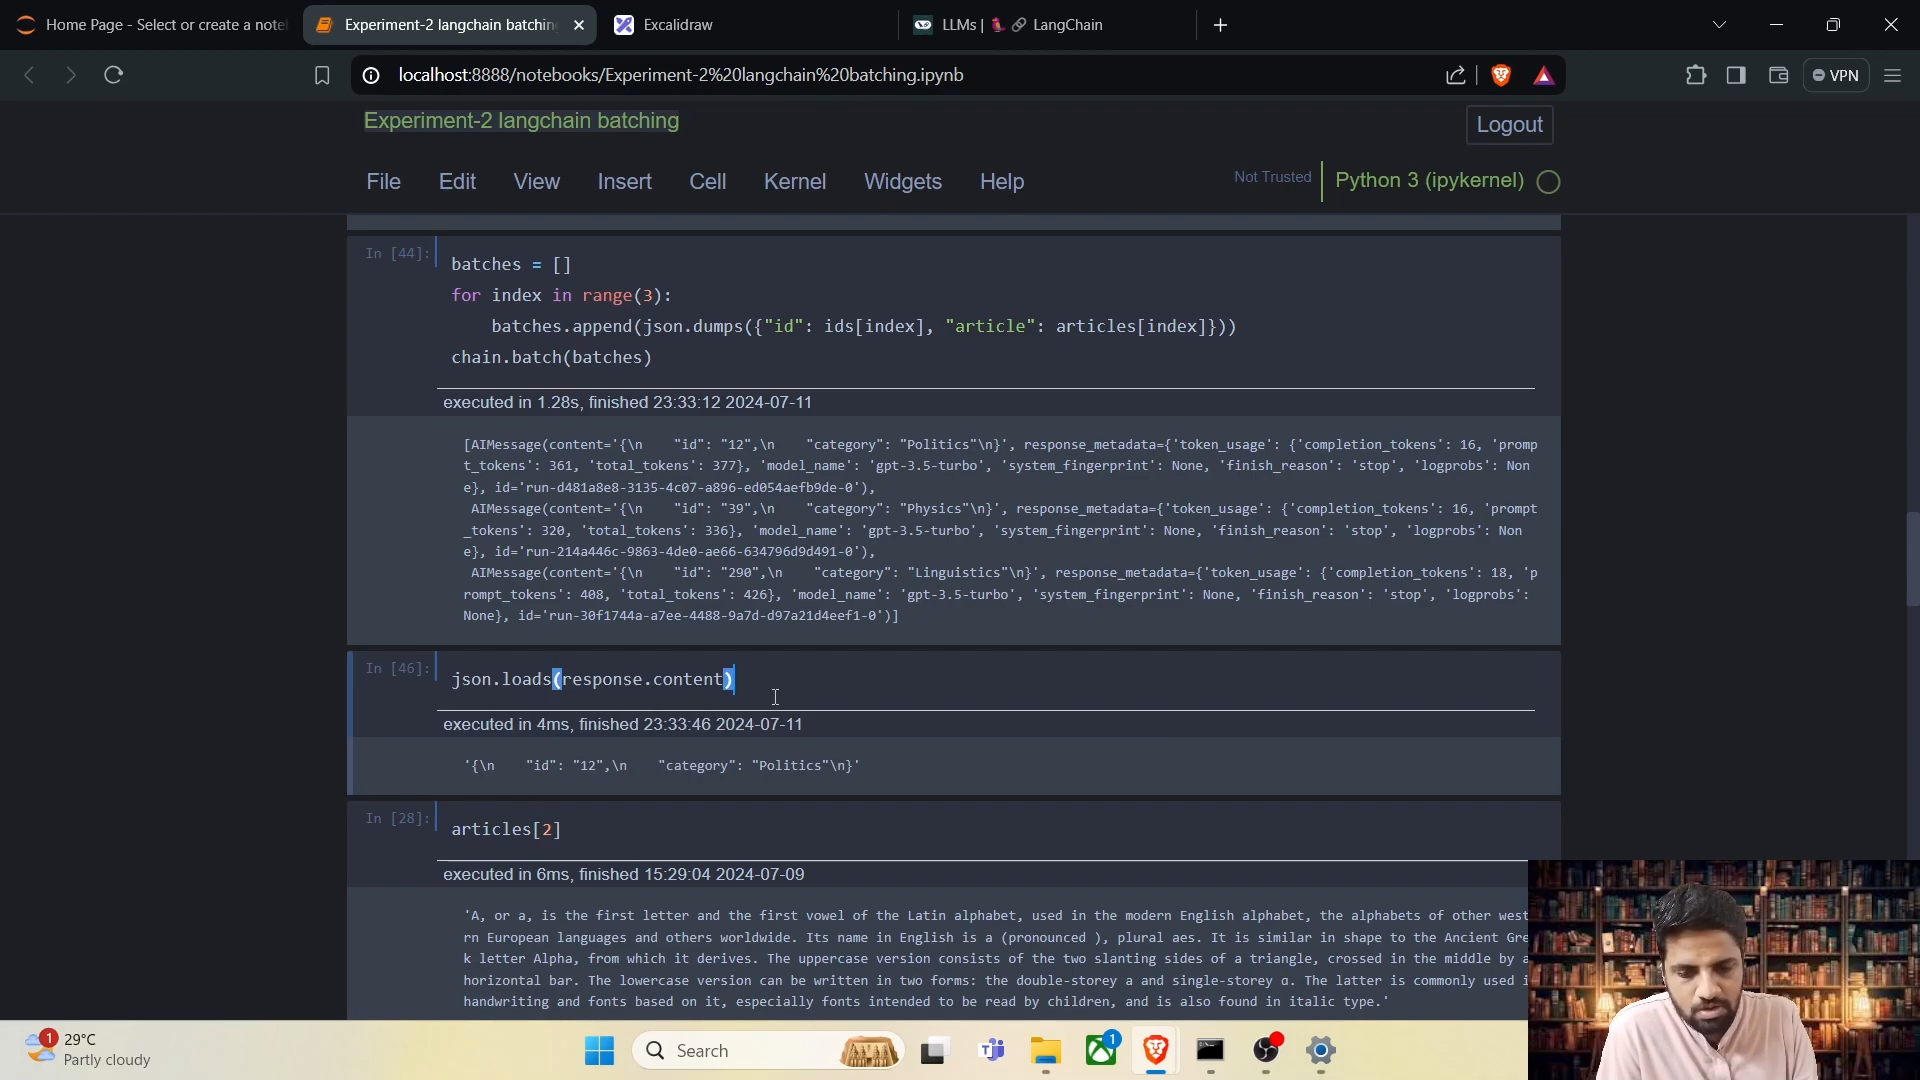 Home Page - Select or create a note
Experiment-2 langchain batchin
Excalidraw
LLMs | LangChain
localhost:8888/notebooks/Experiment-2%20langchain%20batching.ipynb
VPN
Experiment-2 langchain batching
Logout
File Edit View Insert Cell Kernel Widgets Help
Not Trusted
Python 3 (ipykernel)
In [44]:
batches = []
for index in range(3):
    batches.append(json.dumps({"id": ids[index], "article": articles[index]}))
chain.batch(batches)
executed in 1.28s, finished 23:33:12 2024-07-11
[AIMessage(content='{\n    "id": "12",\n    "category": "Politics"\n}', response_metadata={'token_usage': {'completion_tokens': 16, 'promp
t_tokens': 361, 'total_tokens': 377}, 'model_name': 'gpt-3.5-turbo', 'system_fingerprint': None, 'finish_reason': 'stop', 'logprobs': Non
e}, id='run-d481a8e8-3135-4c07-a896-ed054aefb9de-0'),
AIMessage(content='{\n    "id": "39",\n    "category": "Physics"\n}', response_metadata={'token_usage': {'completion_tokens': 16, 'prompt
_tokens': 320, 'total_tokens': 336}, 'model_name': 'gpt-3.5-turbo', 'system_fingerprint': None, 'finish_reason': 'stop', 'logprobs': Non
e}, id='run-214a446c-9863-4de0-ae66-634796d9d491-0'),
AIMessage(content='{\n    "id": "290",\n    "category": "Linguistics"\n}', response_metadata={'token_usage': {'completion_tokens': 18, 'p
rompt_tokens': 408, 'total_tokens': 426}, 'model_name': 'gpt-3.5-turbo', 'system_fingerprint': None, 'finish_reason': 'stop', 'logprobs':
None}, id='run-30f1744a-a7ee-4488-9a7d-d97a21d4eef1-0')]
In [46]:
json.loads(response.content)
executed in 4ms, finished 23:33:46 2024-07-11
'{\n    "id": "12",\n    "category": "Politics"\n}'
In [28]:
articles[2]
executed in 6ms, finished 15:29:04 2024-07-09
'A, or a, is the first letter and the first vowel of the Latin alphabet, used in the modern English alphabet, the alphabets of other west
rn European languages and others worldwide. Its name in English is a (pronounced ), plural aes. It is similar in shape to the Ancient Gre
k letter Alpha, from which it derives. The uppercase version consists of the two slanting sides of a triangle, crossed in the middle by a
horizontal bar. The lowercase version can be written in two forms: the double-storey a and single-storey ɑ. The latter is commonly used i
handwriting and fonts based on it, especially fonts intended to be read by children, and is also found in italic type.'
1
29°C
Partly cloudy
Search
1